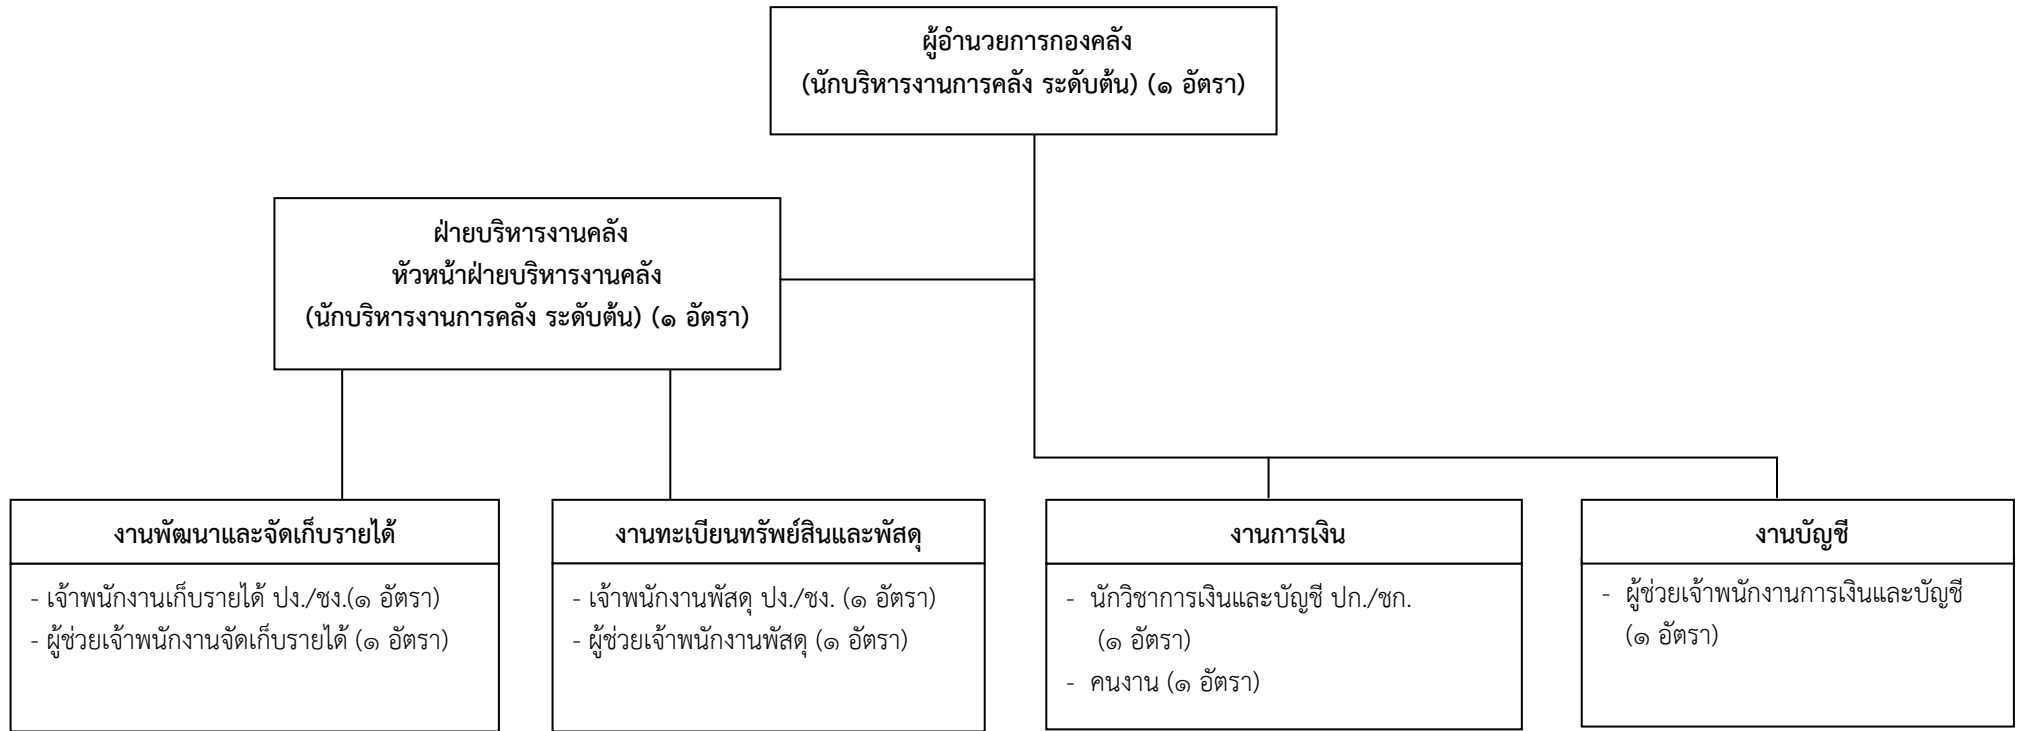 ผู้อำนวยการกองคลัง
(นักบริหารงานการคลัง ระดับต้น) (๑ อัตรา)
ฝ่ายบริหารงานคลัง
หัวหน้าฝ่ายบริหารงานคลัง
(นักบริหารงานการคลัง ระดับต้น) (๑ อัตรา)
งานพัฒนาและจัดเก็บรายได้
- เจ้าพนักงานเก็บรายได้ ปง./ชง.(๑ อัตรา)
- ผู้ช่วยเจ้าพนักงานจัดเก็บรายได้ (๑ อัตรา)
งานทะเบียนทรัพย์สินและพัสดุ
- เจ้าพนักงานพัสดุ ปง./ชง. (๑ อัตรา)
- ผู้ช่วยเจ้าพนักงานพัสดุ (๑ อัตรา)
งานการเงิน
- นักวิชาการเงินและบัญชี ปก./ชก.
(๑ อัตรา)
- คนงาน (๑ อัตรา)
งานบัญชี
- ผู้ช่วยเจ้าพนักงานการเงินและบัญชี
(๑ อัตรา)